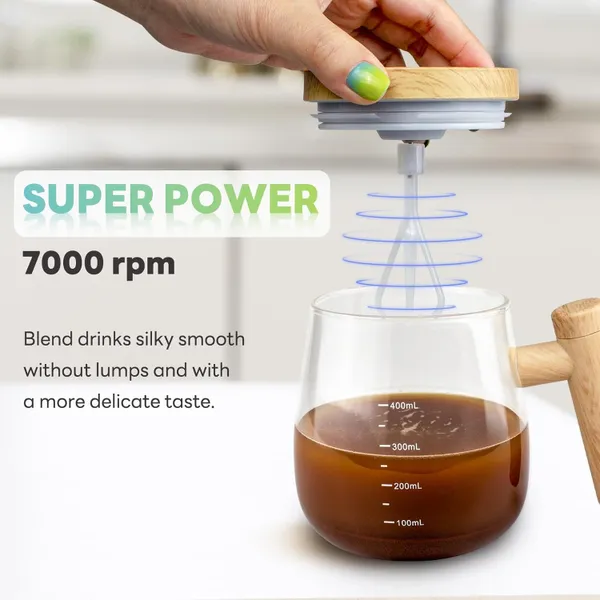 SUPER POWER
7000 rpm
Blend drinks silky smooth
without lumps and with
a more delicate taste.
400mL
300mL
200mL
100mL